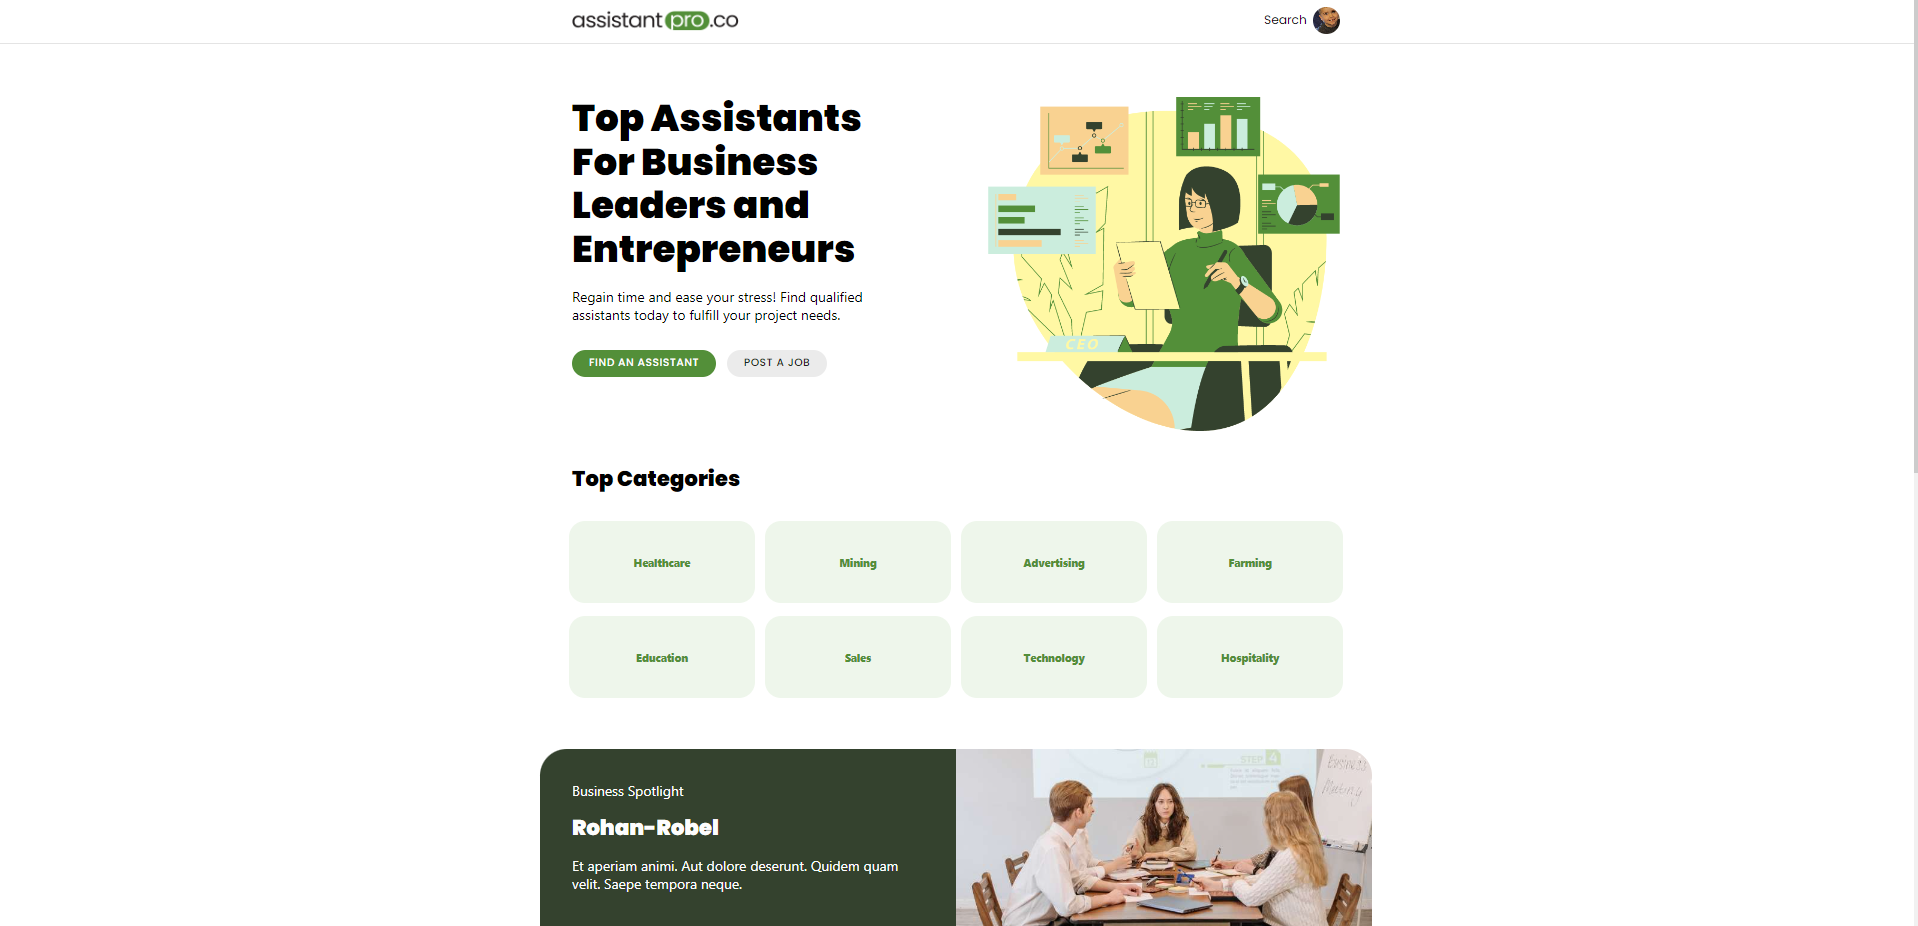 assistantpro.co
Search
Top Assistants
For Business
Leaders and
Entrepreneurs
Regain time and ease your stress! Find qualified
assistants today to fulfill your project needs.
FIND AN ASSISTANT
POST A JOB
CEO
Top Categories
Healthcare
Mining
Advertising
Farming
Education
Sales
Technology
Hospitality
Business Spotlight
Rohan-Robel
Et aperiam animi. Aut dolore deserunt. Quidem quam
velit. Saepe tempora neque.
STEP 4
Business
Meeting